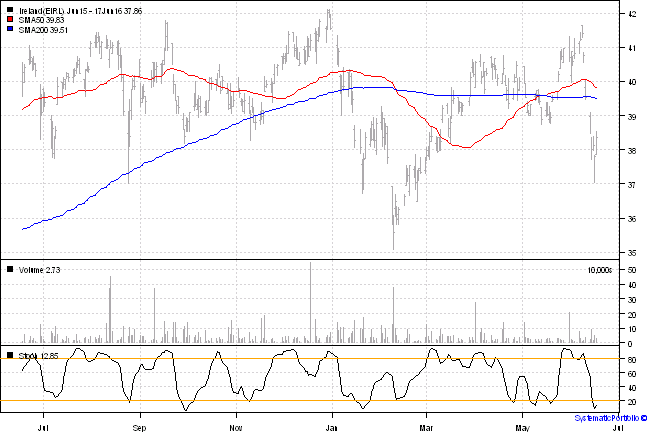 Ireland(EIRL) Jun15 - 17Jun16 37.86
SMA50 39.83
SMA200 39.51
42
41
40
39
38
37
36
35
Volume 2.73
10,000s
50
40
30
20
10
0
Stoch 12.85
80
60
40
20
Jul
Sep
Nov
Jan
Mar
May
Jul
SystematicPortfolio ©